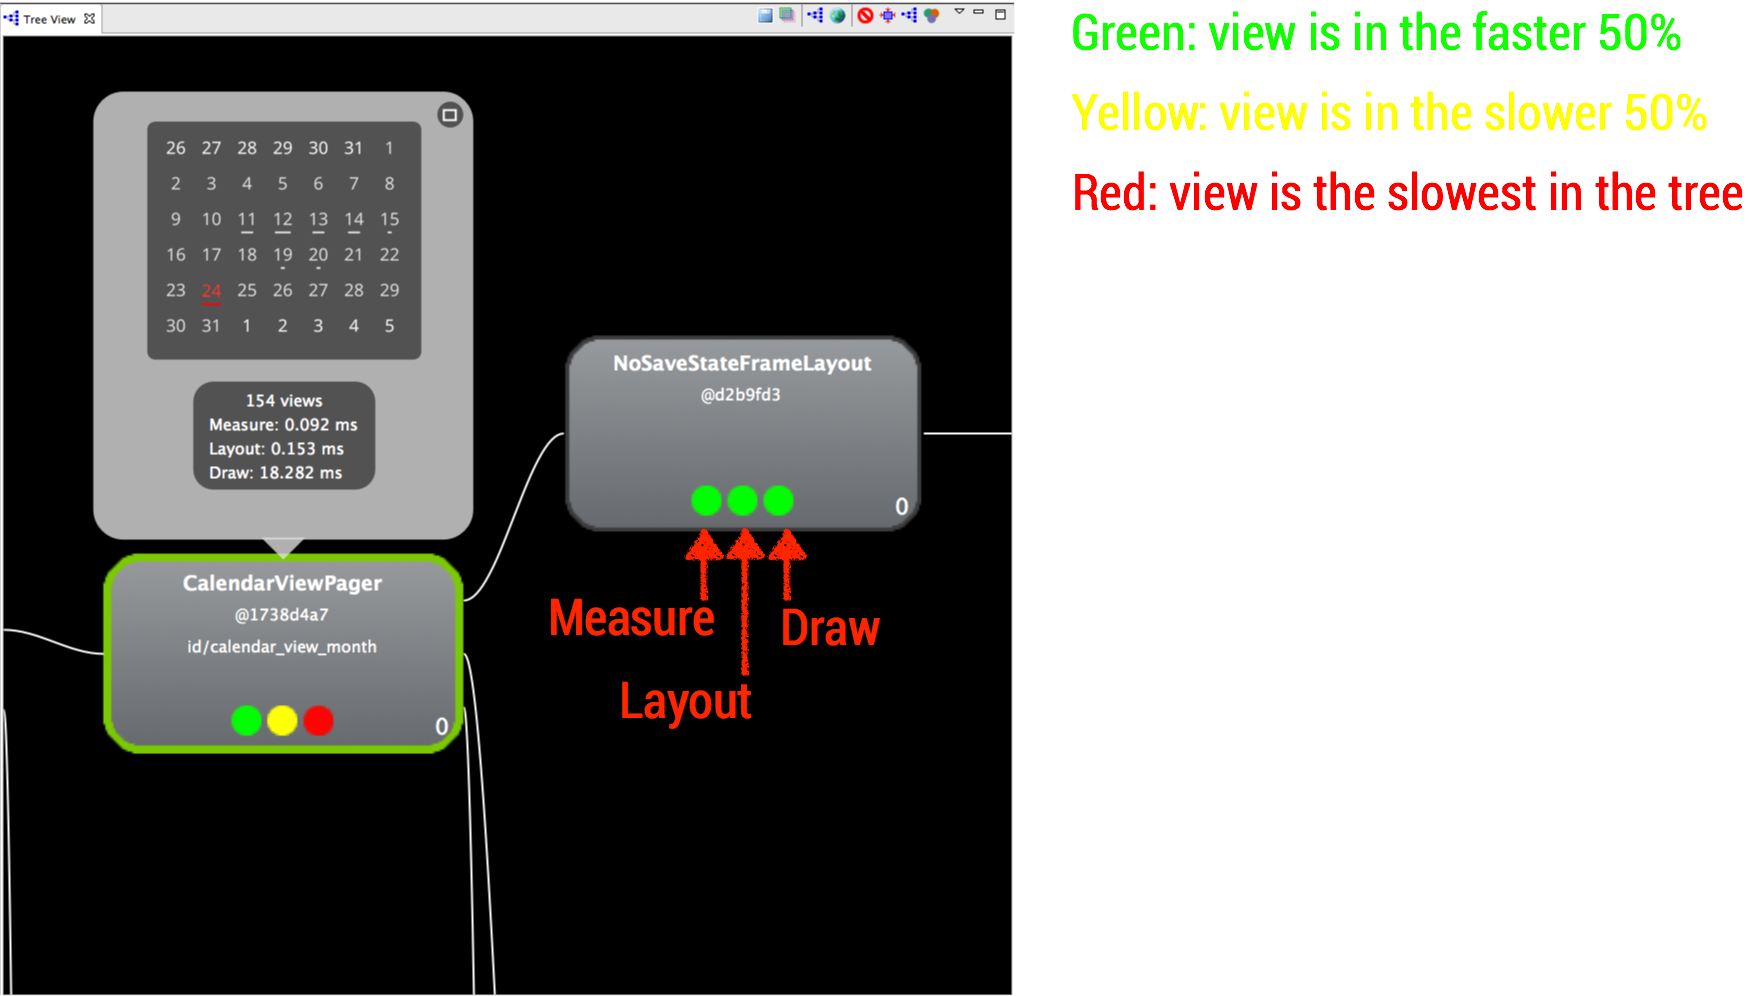 Tree View
Green: view is in the faster 50%
Yellow: view is in the slower 50%
Red: view is the slowest in the tree
26 27 28 29 30 31 1
2 3 4 5 6 7 8
9 10 11 12 13 14 15
16 17 18 19 20 21 22
23 24 25 26 27 28 29
30 31 1 2 3 4 5
154 views
Measure: 0.092 ms
Layout: 0.153 ms
Draw: 18.282 ms
CalendarViewPager
@1738d4a7
id/calendar_view_month
0
NoSaveStateFrameLayout
@d2b9fd3
0
Measure
Draw
Layout